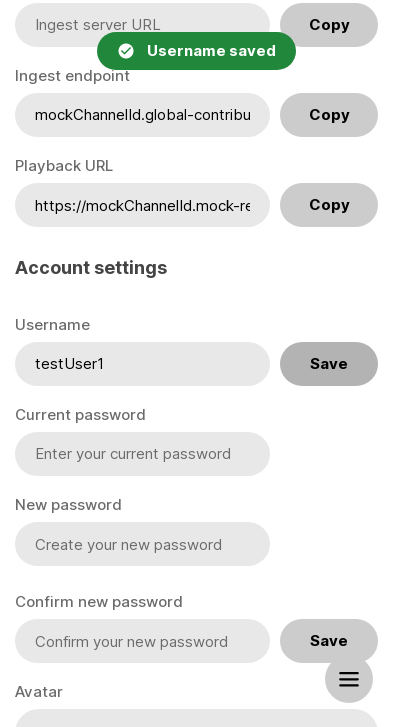 Ingest server URL
Copy
Username saved
Ingest endpoint
mockChannelId.global-contribu
Copy
Playback URL
https://mockChannelId.mock-re
Copy
Account settings
Username
testUser1
Save
Current password
Enter your current password
New password
Create your new password
Confirm new password
Confirm your new password
Save
Avatar